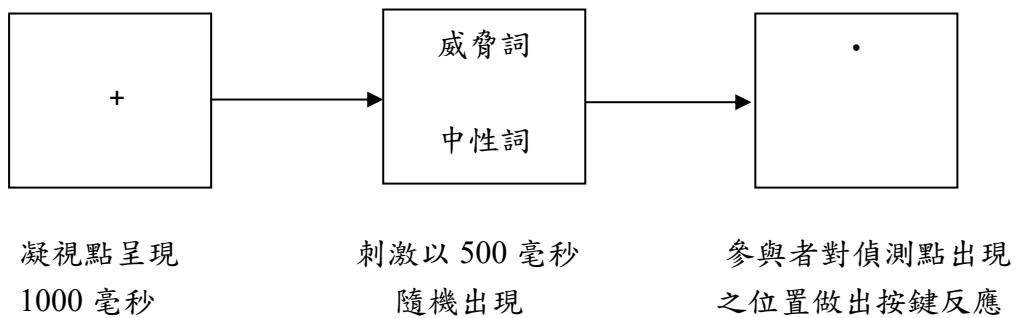 +
威脅詞
中性詞
•
凝視點呈現
1000 毫秒
刺激以 500 毫秒
隨機出現
參與者對偵測點出現
之位置做出按鍵反應